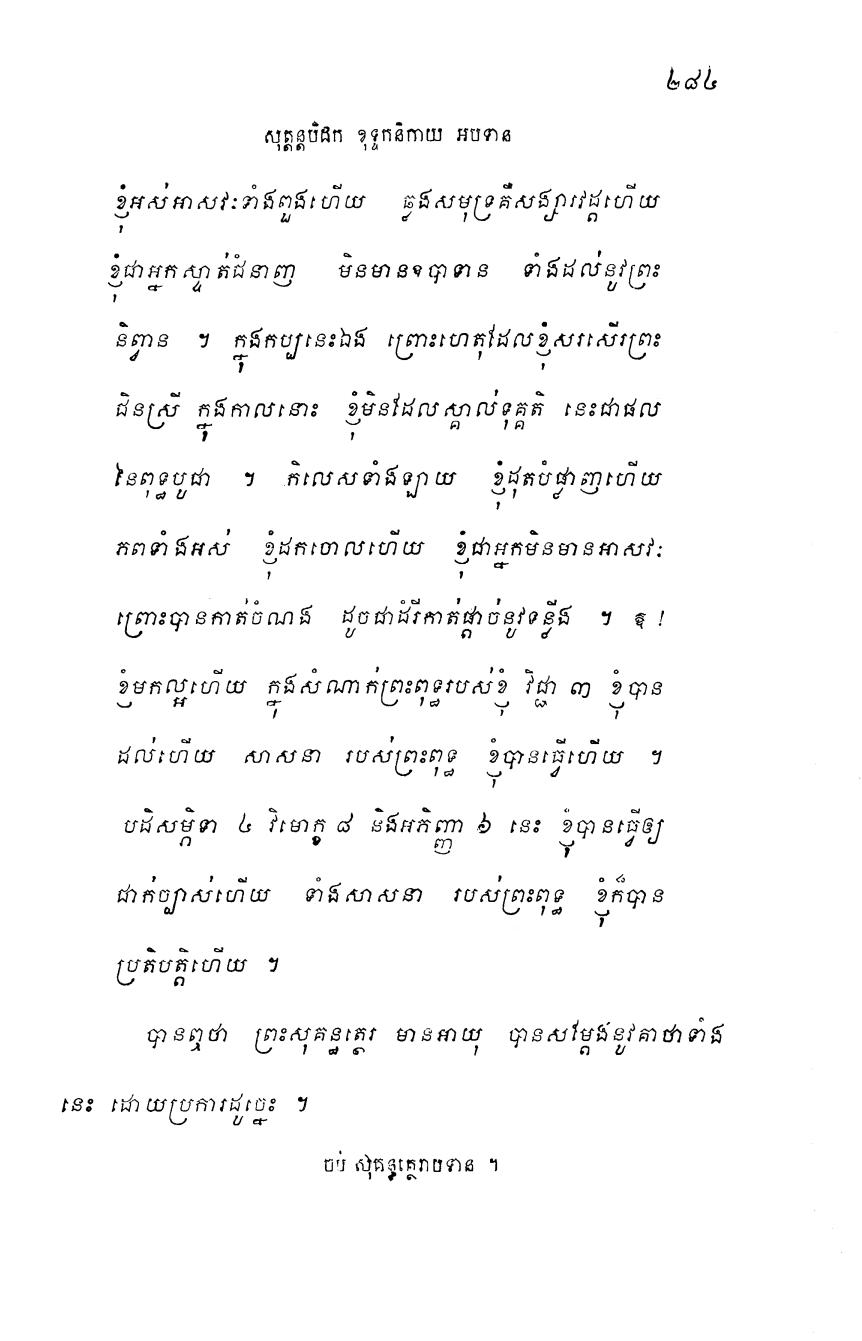 ២៨៤
សុត្តន្តបិដក ខុទ្ទកនិកាយ អបទាន
ខ្ញុំអស់អាសវៈទាំងពួងហើយ ឆ្លងសមុទ្រគឺសង្សារវដ្តហើយ
ខ្ញុំជាអ្នកស្ទាត់ជំនាញ មិនមានឧបាទាន ទាំងដល់នូវព្រះ
និព្វាន ។ ក្នុងកប្បនេះឯង ព្រោះហេតុដែលខ្ញុំសរសើរព្រះ
ជិនស្រី ក្នុងកាលនោះ ខ្ញុំមិនដែលស្គាល់ទុគ្គតិ នេះជាផល
នៃពុទ្ធបូជា ។ កិលេសទាំងឡាយ ខ្ញុំដុតបំផ្លាញហើយ
ភពទាំងអស់ ខ្ញុំដកចោលហើយ ខ្ញុំជាអ្នកមិនមានអាសវៈ
ព្រោះបានកាត់ចំណង ដូចជាដំរីកាត់ផ្តាច់នូវទន្លីង ។ ឱ !
ខ្ញុំមកល្អហើយ ក្នុងសំណាក់ព្រះពុទ្ធរបស់ខ្ញុំ វិជ្ជា ៣ ខ្ញុំបាន
ដល់ហើយ សាសនា របស់ព្រះពុទ្ធ ខ្ញុំបានធ្វើហើយ ។
បដិសម្ភិទា ៤ វិមោក្ខ ៨ និងអភិញ្ញា ៦ នេះ ខ្ញុំបានធ្វើឲ្យ
ជាក់ច្បាស់ហើយ ទាំងសាសនា របស់ព្រះពុទ្ធ ខ្ញុំក៏បាន
ប្រតិបត្តិហើយ ។
បានឮថា ព្រះសុគន្ធត្ថេរ មានអាយុ បានសម្តែងនូវគាថាទាំង
នេះ ដោយប្រការដូច្នេះ ។
ចប់ សុគន្ធត្ថេរាបទាន ។